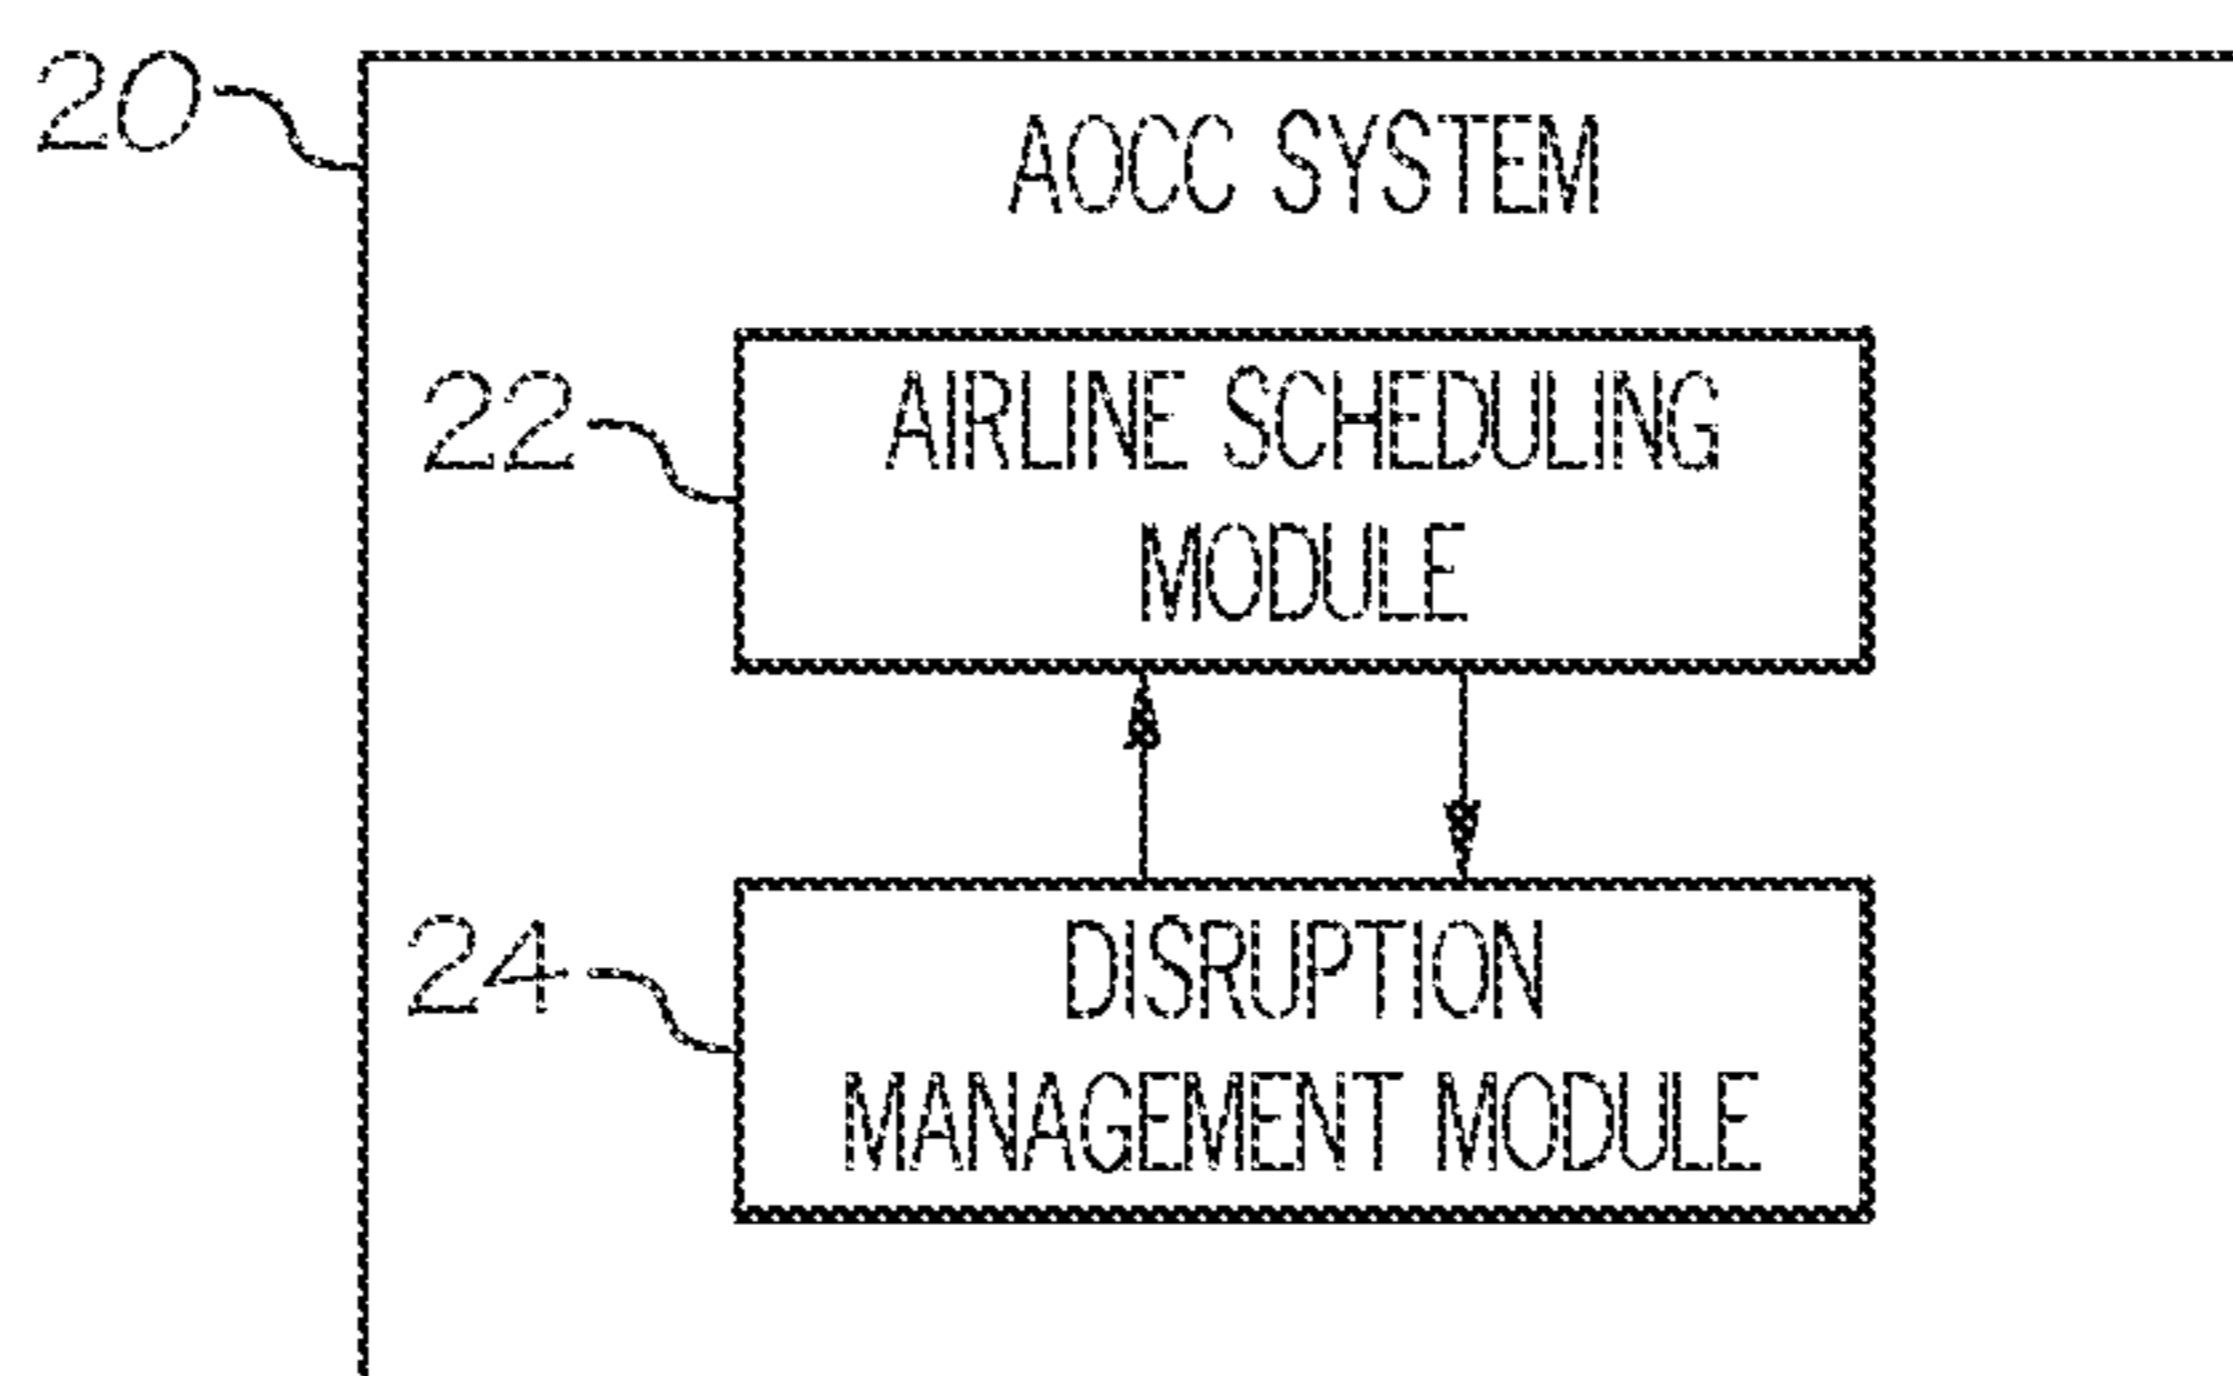 20
AOCC SYSTEM
22
AIRLINE SCHEDULING
MODULE
24
DISRUPTION
MANAGEMENT MODULE